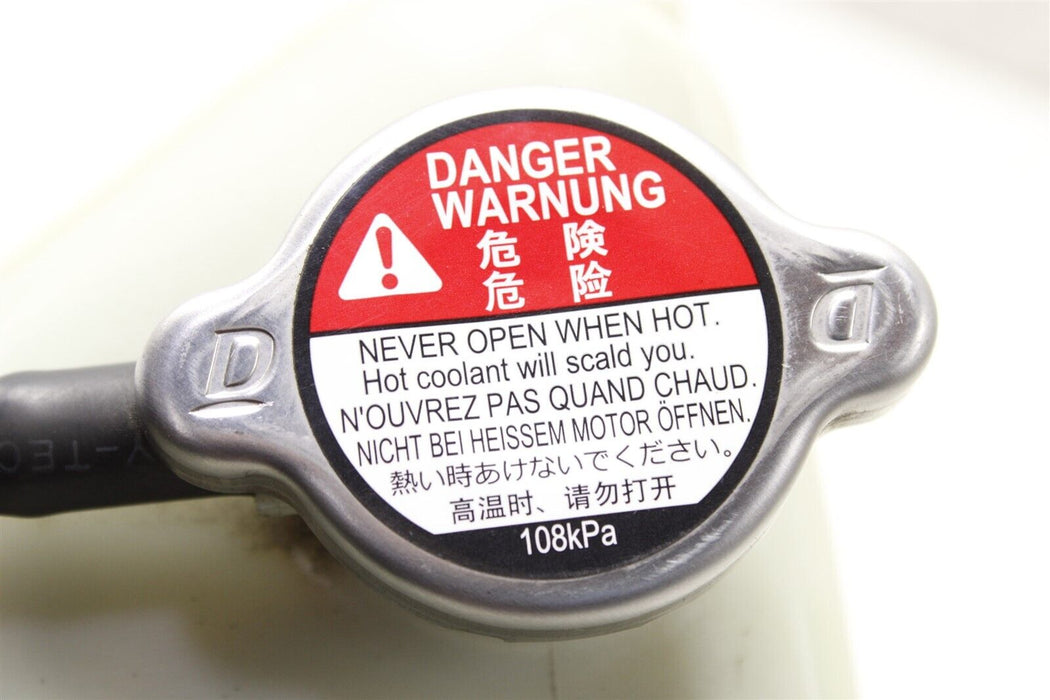 DANGER
WARNUNG
危 険
危 险
NEVER OPEN WHEN HOT.
Hot coolant will scald you.
N'OUVREZ PAS QUAND CHAUD.
NICHT BEI HEISSEM MOTOR ÖFFNEN.
熱い時あけないでください。
高温时、请勿打开
108kPa
D
D
Y-TEC